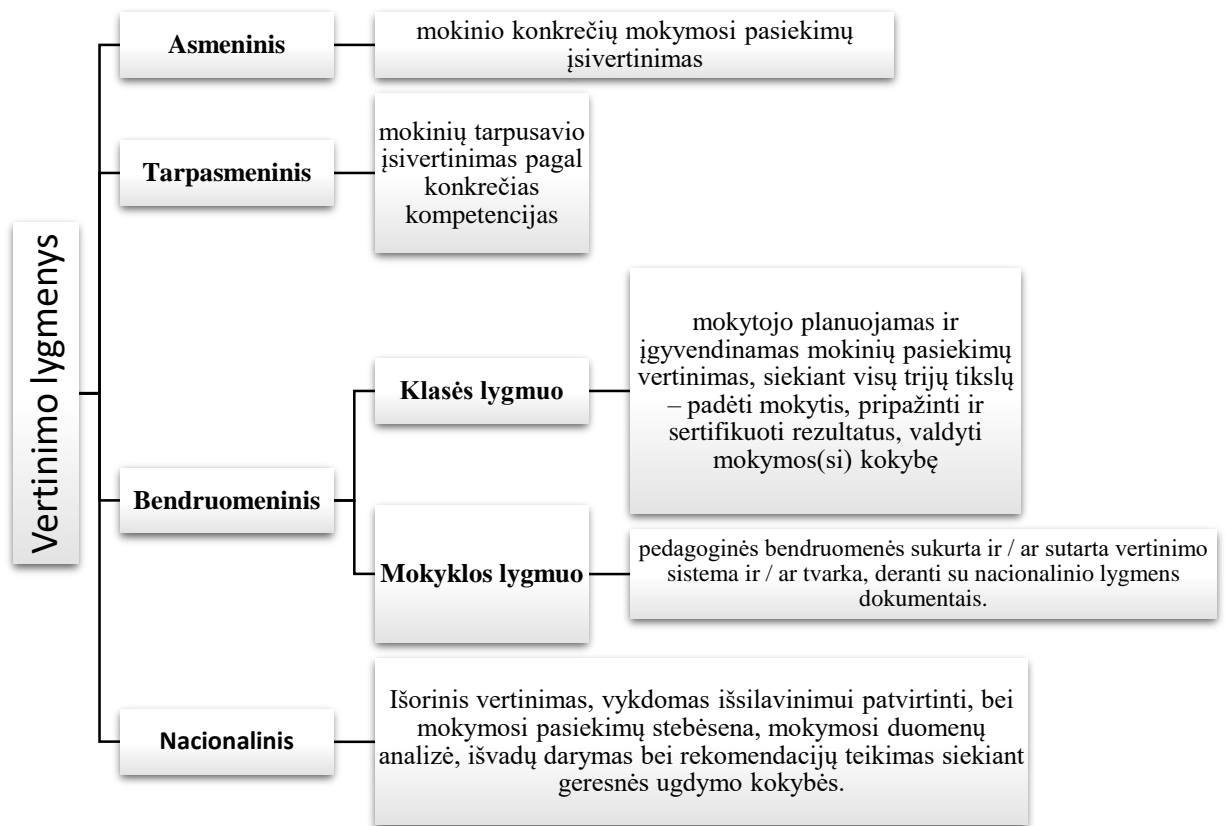 Vertinimo lygmenys
Asmeninis
mokinio konkrečių mokymosi pasiekimų
įsivertinimas
Tarpasmeninis
mokinių tarpusavio
įsivertinimas pagal
konkrečias
kompetencijas
Bendruomeninis
Klasės lygmuo
mokytojo planuojamas ir
įgyvendinamas mokinių pasiekimų
vertinimas, siekiant visų trijų tikslų
– padėti mokytis, pripažinti ir
sertifikuoti rezultatus, valdyti
mokymos(si) kokybę
Mokyklos lygmuo
pedagoginės bendruomenės sukurta ir / ar sutarta vertinimo
sistema ir / ar tvarka, deranti su nacionalinio lygmens
dokumentais.
Nacionalinis
Išorinis vertinimas, vykdomas išsilavinimui patvirtinti, bei
mokymosi pasiekimų stebėsena, mokymosi duomenų
analizė, išvadų darymas bei rekomendacijų teikimas siekiant
geresnės ugdymo kokybės.